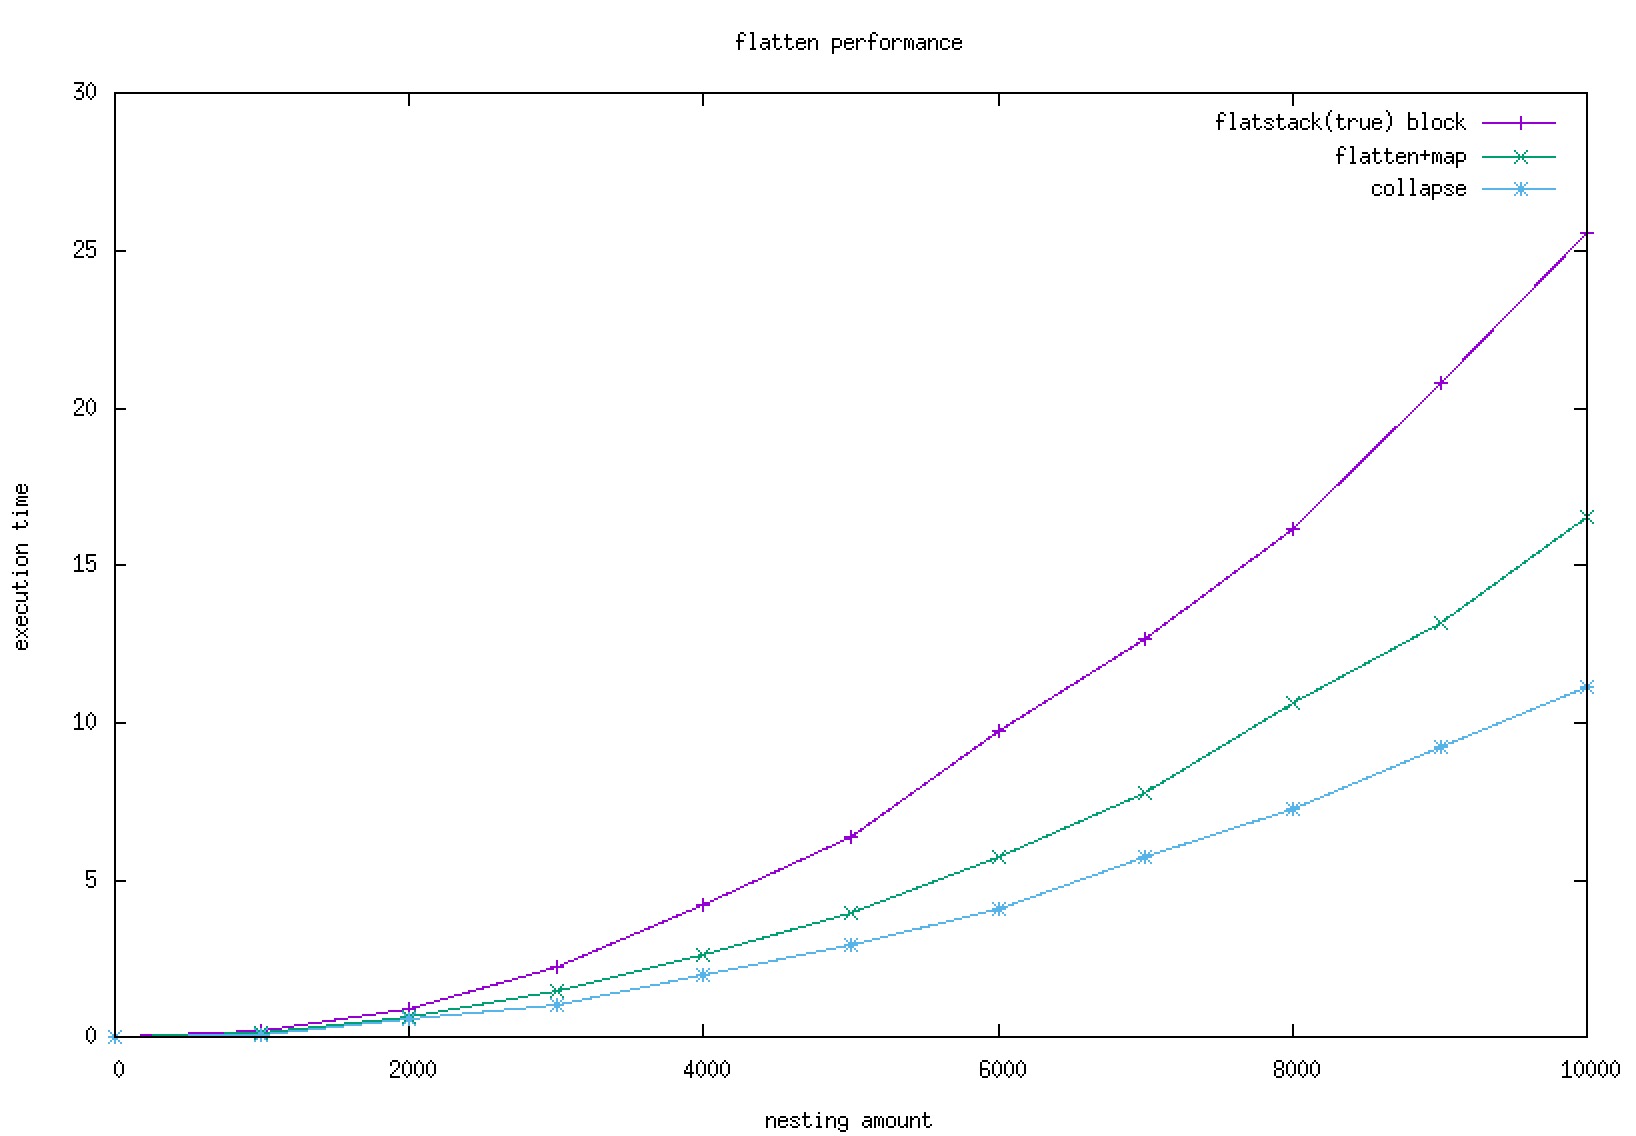 flatten performance
30
25
20
15
10
5
0
execution time
flatstack(true) block
flatten+map
collapse
0 2000 4000 6000 8000 10000
nesting amount